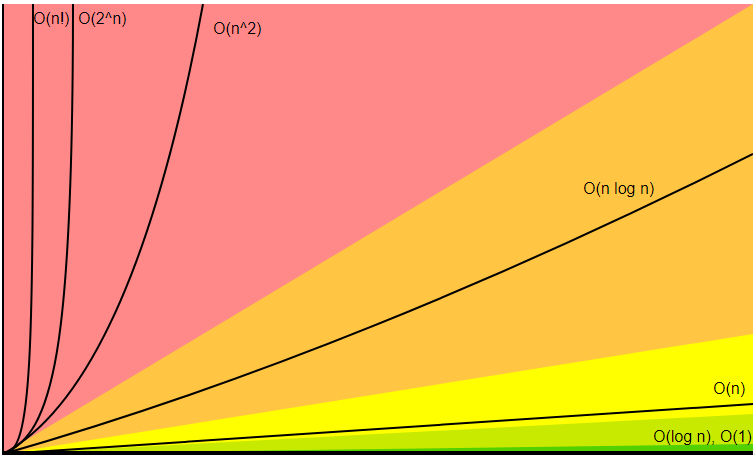 O(n!)
O(2^n)
O(n^2)
O(n log n)
O(n)
O(log n), O(1)